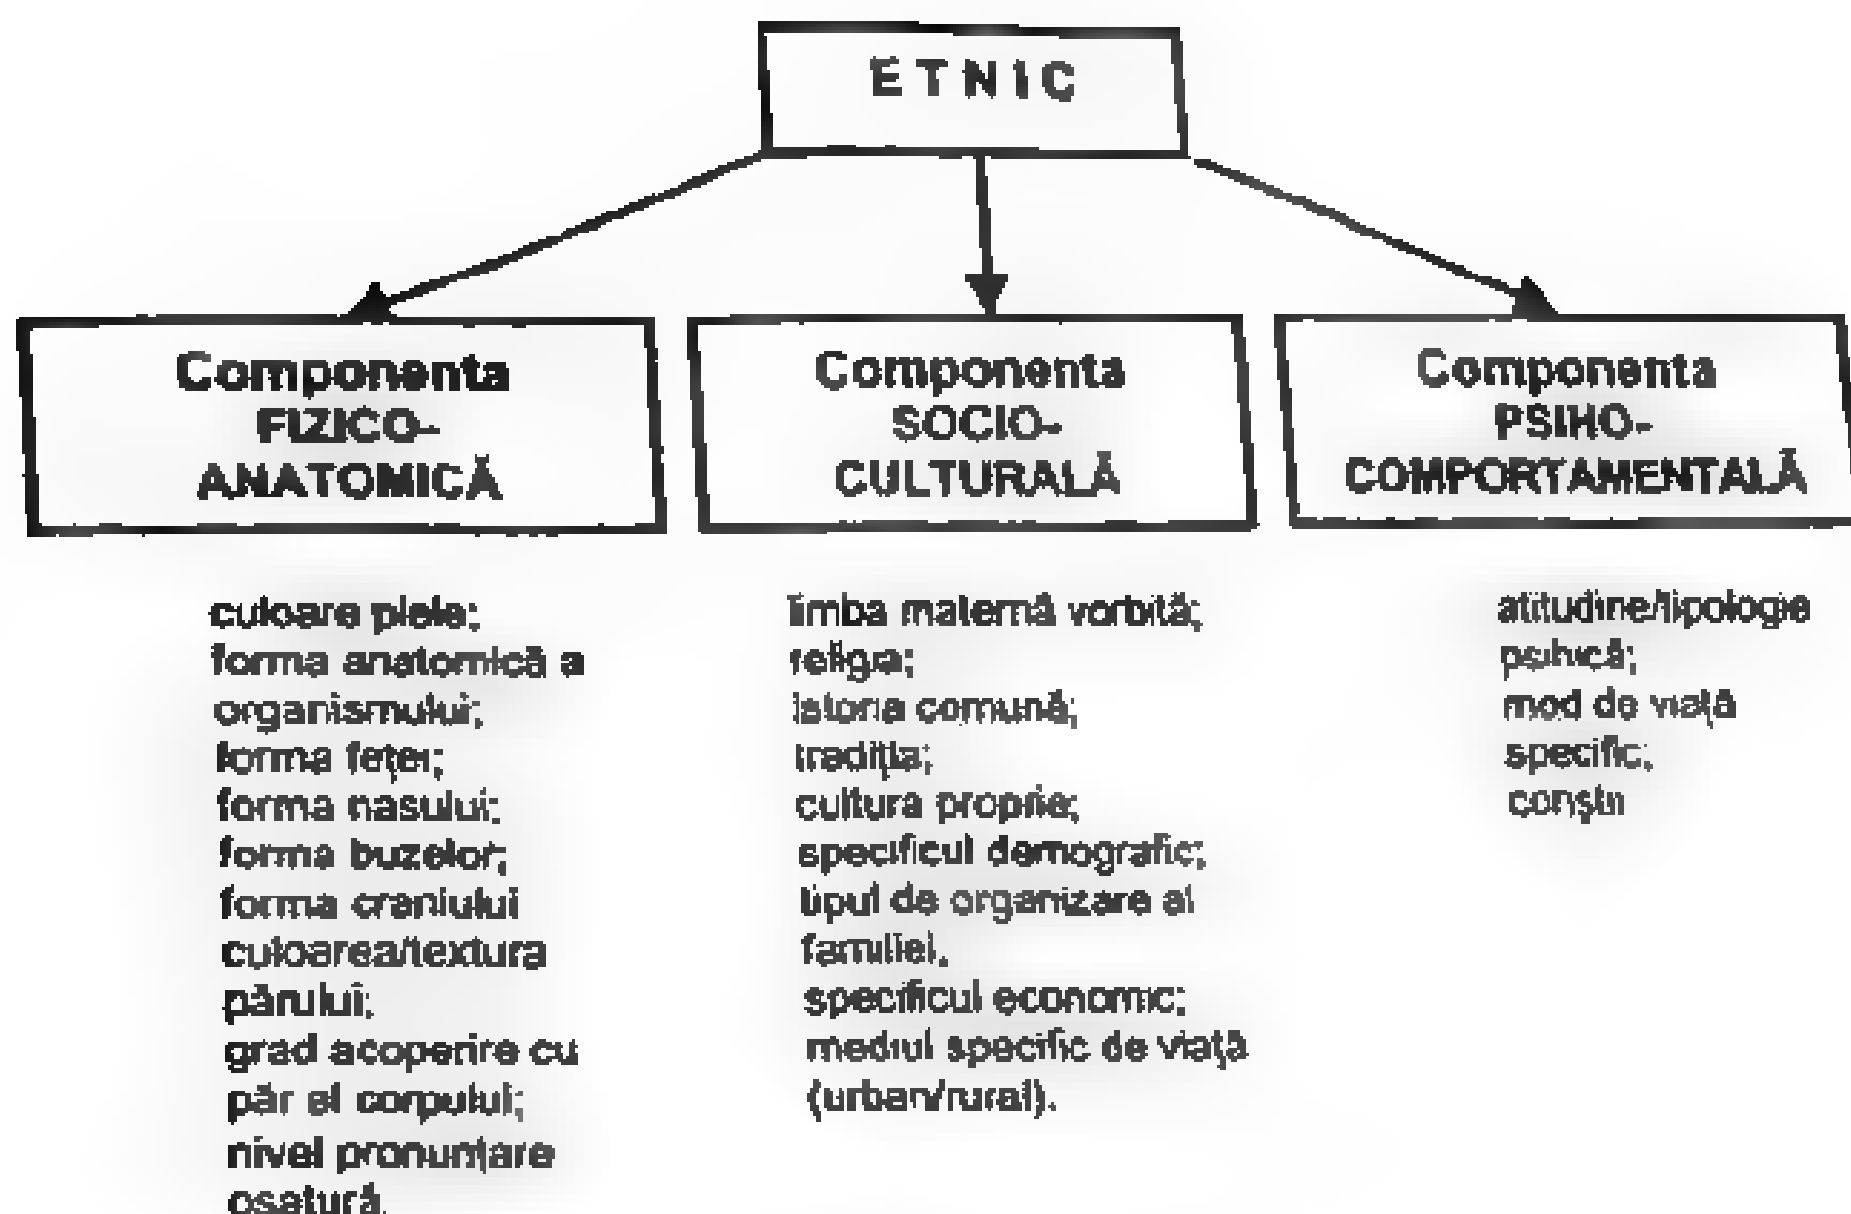 ETNIC
Componenta
FIZICO-
ANATOMICĂ
Componenta
SOCIO-
CULTURALĂ
Componenta
PSIHO-
COMPORTAMENTALĂ
culoare piele;
forma anatomică a
organismului;
forma feței;
forma nasului;
forma buzelor;
forma craniului
culoarea/textura
părului;
grad acoperire cu
păr al corpului;
nivel pronunțare
osatură.
limba maternă vorbită;
religia;
istoria comună;
tradiția;
cultura proprie;
specificul demografic;
tipul de organizare al
familiei.
specificul economic;
mediul specific de viață
(urban/rural).
atitudine/tipologie
psihică;
mod de viață
specific;